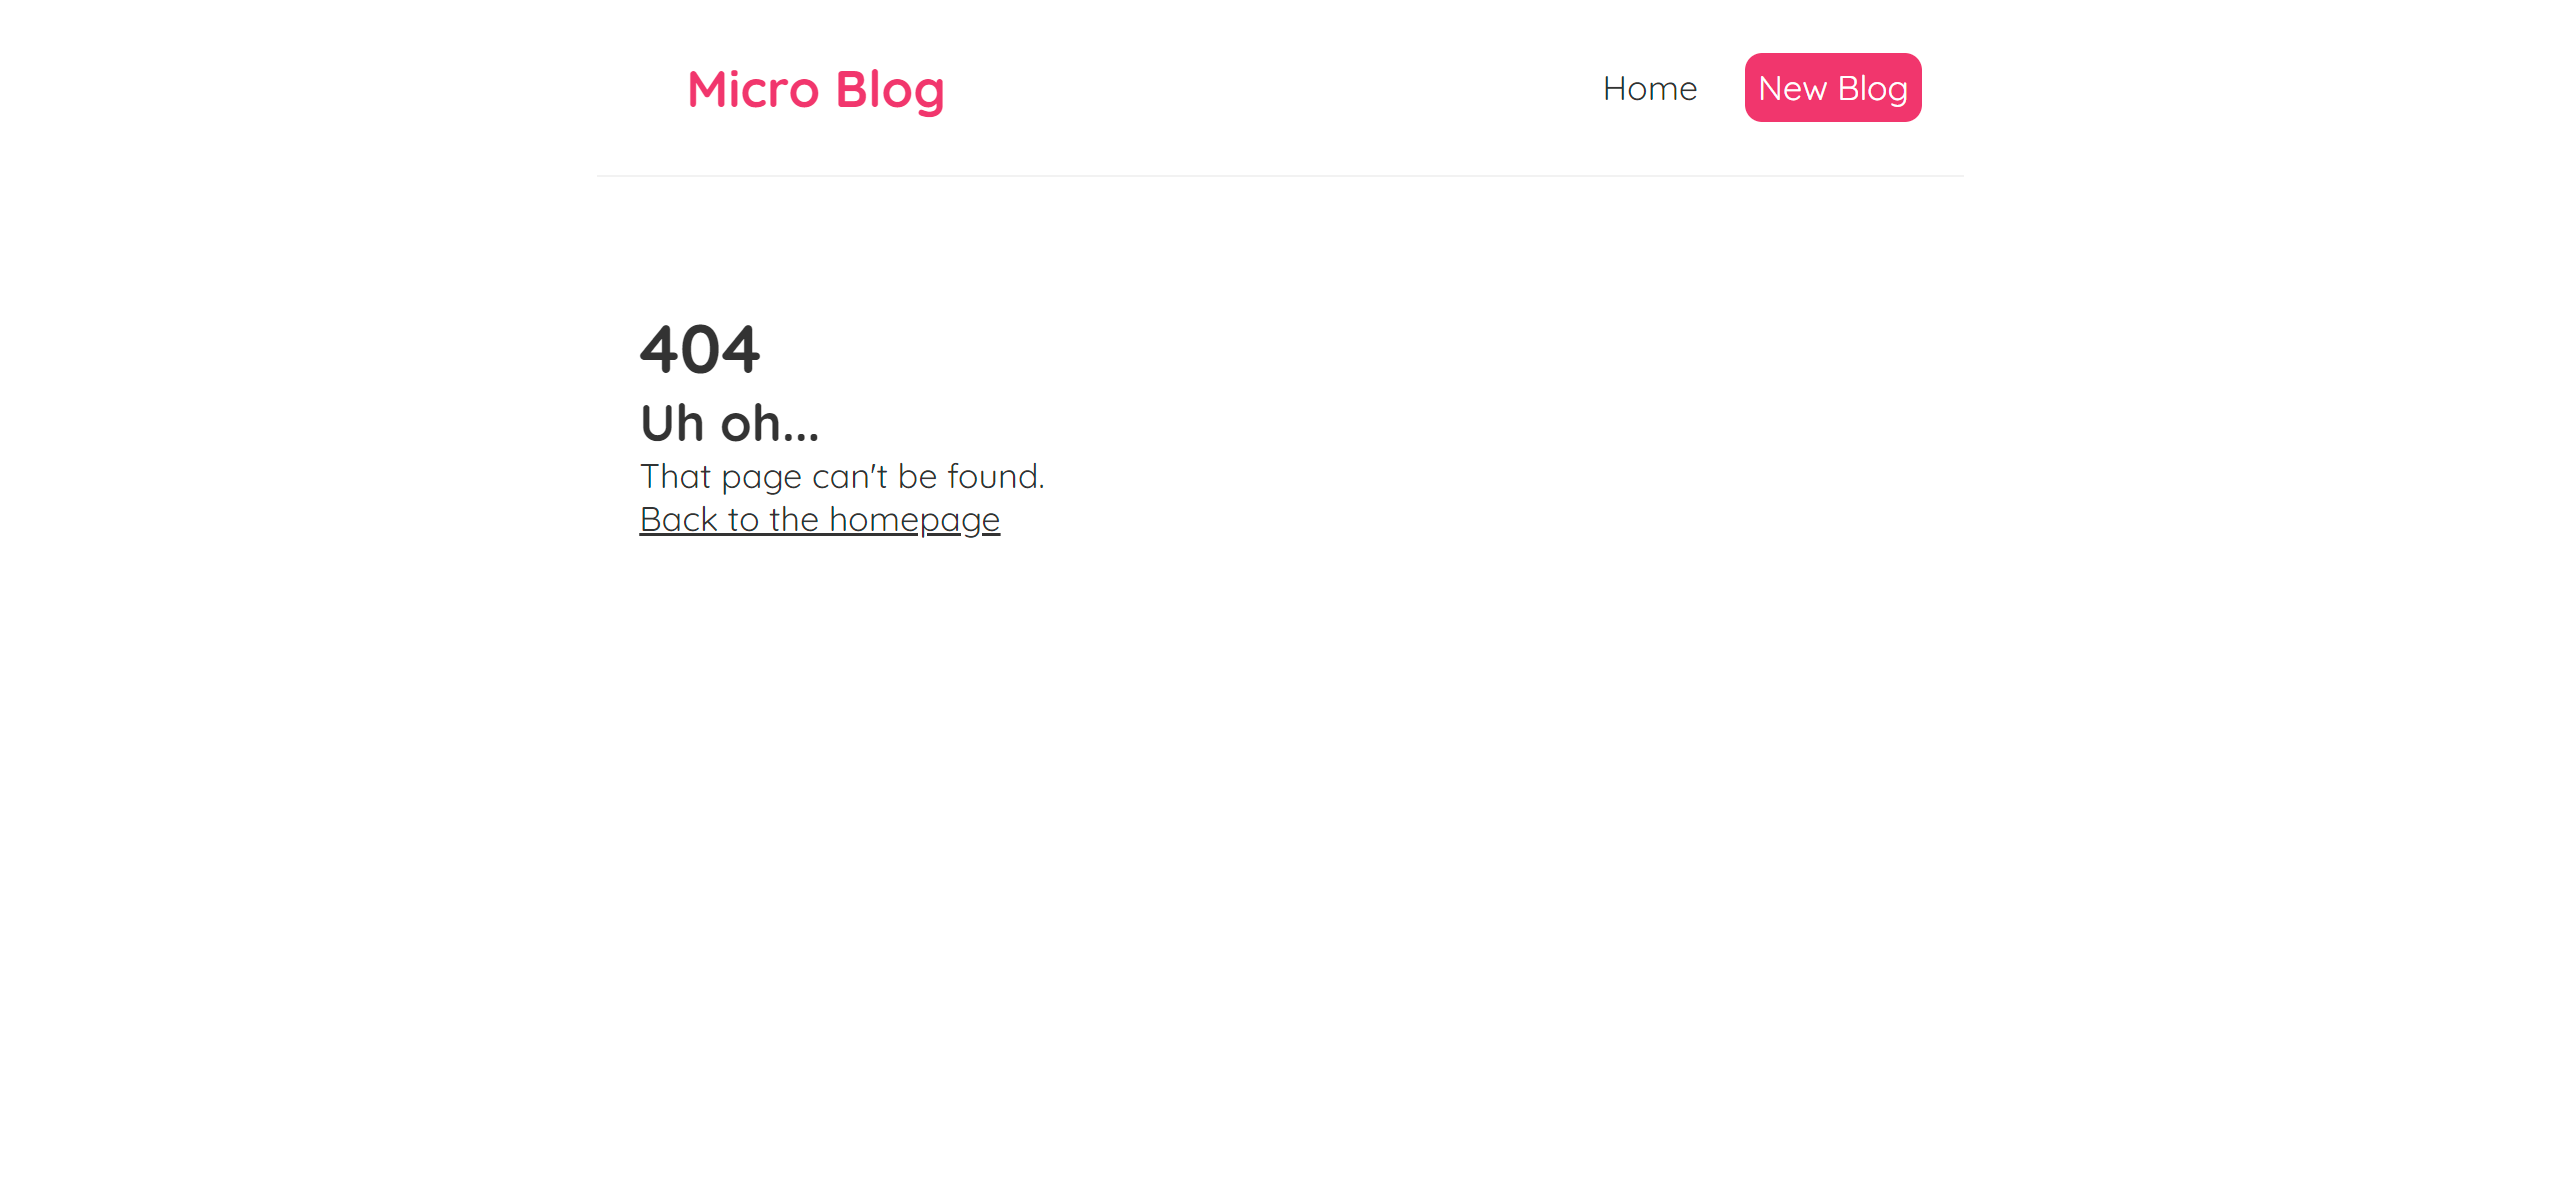 Micro Blog
Home
New Blog
404
Uh oh...
That page can't be found.
Back to the homepage